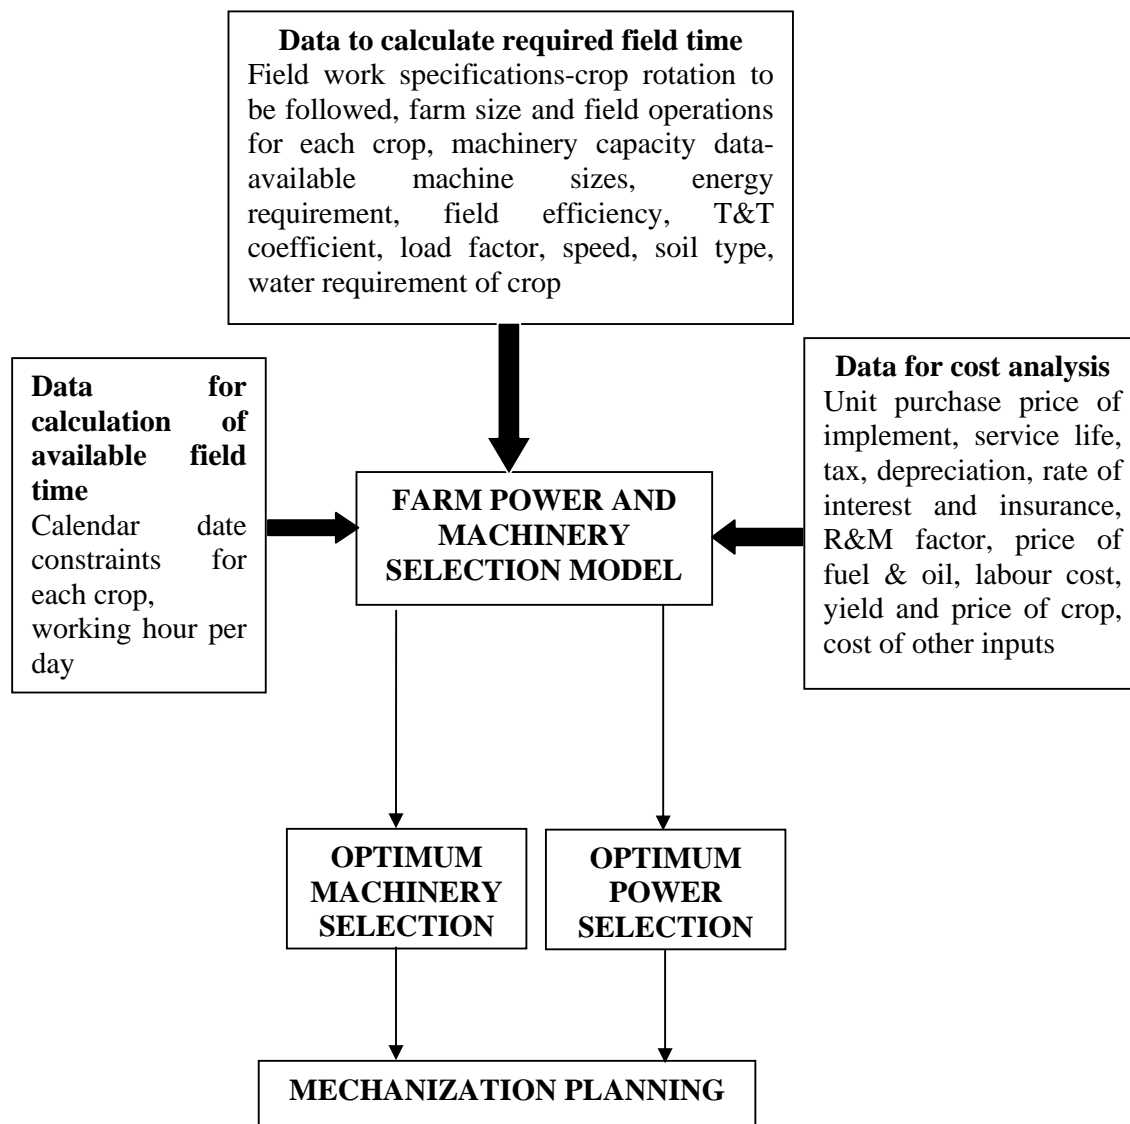 Data to calculate required field time
Field work specifications-crop rotation to
be followed, farm size and field operations
for each crop, machinery capacity data-
available machine sizes, energy
requirement, field efficiency, T&T
coefficient, load factor, speed, soil type,
water requirement of crop
Data for
calculation of
available field
time
Calendar date
constraints for
each crop,
working hour per
day
FARM POWER AND
MACHINERY
SELECTION MODEL
Data for cost analysis
Unit purchase price of
implement, service life,
tax, depreciation, rate of
interest and insurance,
R&M factor, price of
fuel & oil, labour cost,
yield and price of crop,
cost of other inputs
OPTIMUM
MACHINERY
SELECTION
OPTIMUM
POWER
SELECTION
MECHANIZATION PLANNING